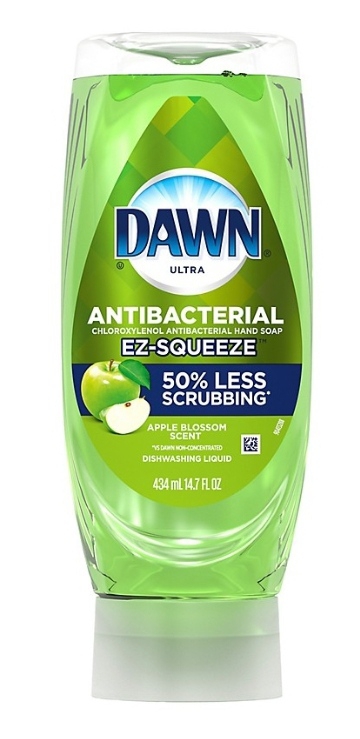 DAWN
ULTRA
ANTIBACTERIAL
CHLOROXYLENOL ANTIBACTERIAL HAND SOAP
EZ-SQUEEZE™
50% LESS
SCRUBBING*
APPLE BLOSSOM
SCENT
*VS DAWN NON-CONCENTRATED
DISHWASHING LIQUID
434 mL 14.7 FL OZ